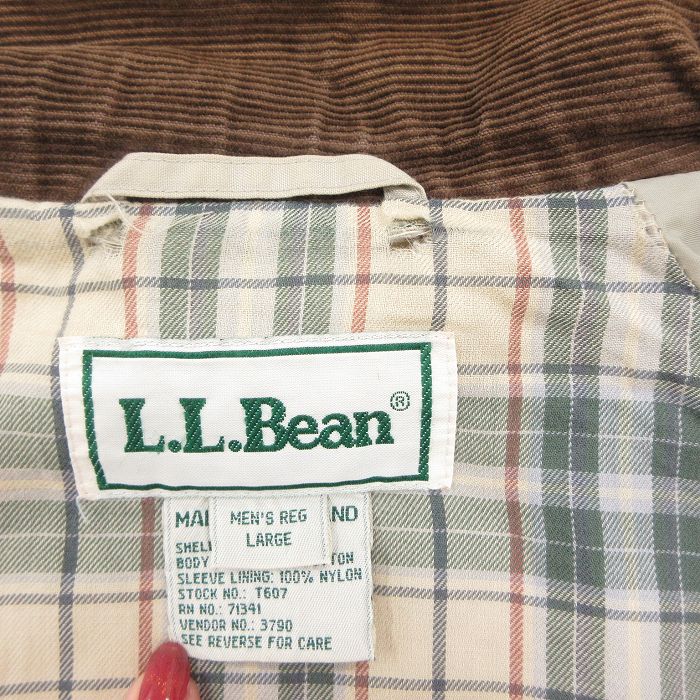 L.L.Bean®
MEN'S REG
LARGE
SLEEVE LINING: 100% NYLON
STOCK NO.: T607
RN NO.: 71341
VENDOR NO.: 3790
SEE REVERSE FOR CARE
BODY